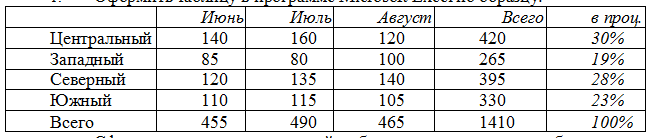 Оформить таблицу в программе Microsoft Excel по образцу.
Июнь Июль Август Всего в проц.
Центральный 140 160 120 420 30%
Западный 85 80 100 265 19%
Северный 120 135 140 395 28%
Южный 110 115 105 330 23%
Всего 455 490 465 1410 100%